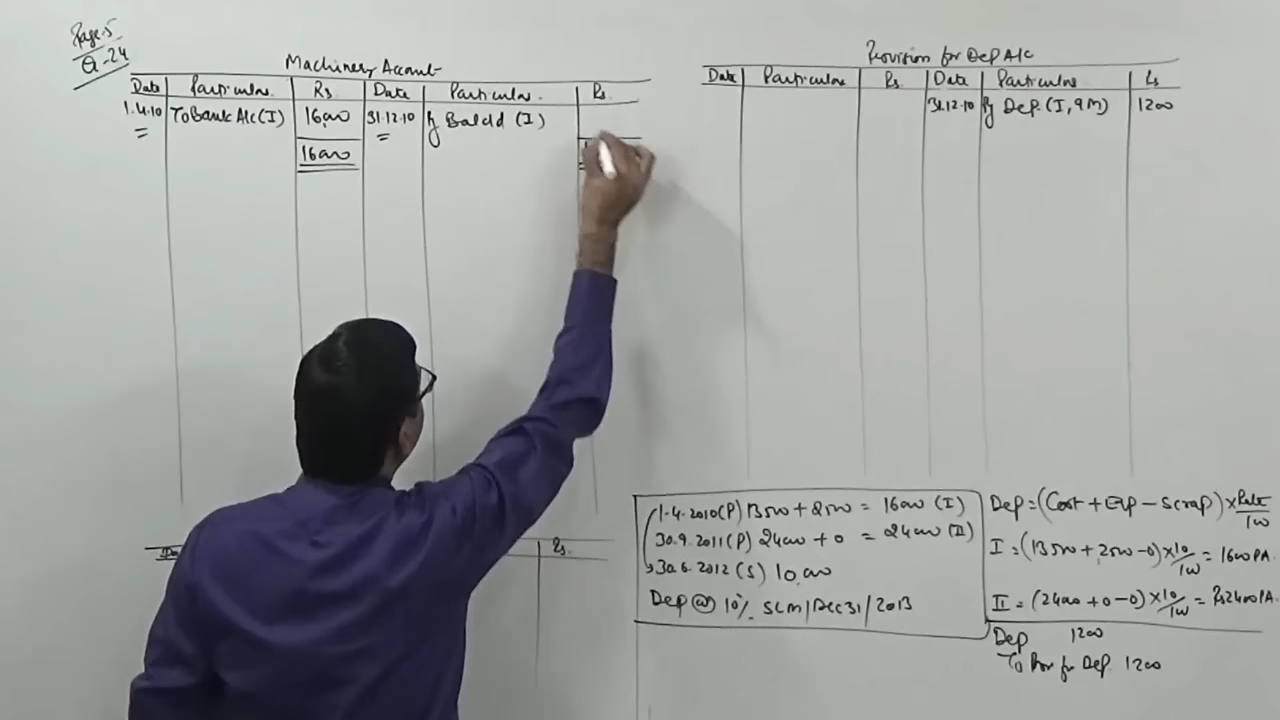 Page-5
Q-24
Machinery Account
Date Particulars Rs. Date Particulars Rs.
1.4.10 To Bank A/c (I) 16000 31.12.10 By Bal c/d (I)
16000
Provision for Dep A/c
Date Particulars Rs. Date Particulars Rs
31.12.10 By Dep. (I, 9M) 1200
Rs.
1.4.2010(P) 13500 + 2500 = 16000 (I)
30.9.2011(P) 24000 + 0 = 24000 (II)
30.6.2012 (S) 10,000
Dep @ 10% SLM/Dec 31/2013
Dep = (Cost + Exp - Scrap) x Rate/100
I = (13500 + 2500 - 0) x 10/100 = 1600 PA.
II = (24000 + 0 - 0) x 10/100 = Rs 2400 PA.
Dep 1200
To Prov for Dep 1200